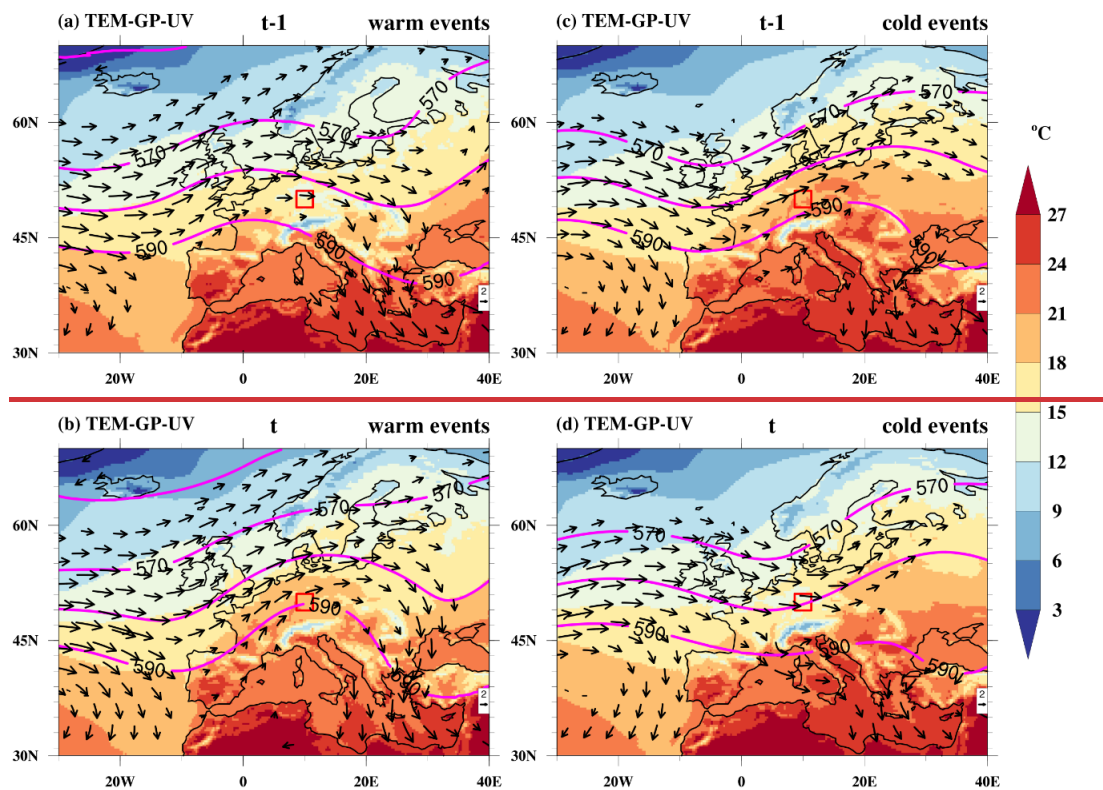 (a) TEM-GP-UV t-1 warm events
570
570
590
590
590
2
60N
45N
30N
20W 0 20E 40E
(c) TEM-GP-UV t-1 cold events
570
570
570
590
590
590
2
60N
45N
30N
20W 0 20E 40E
(b) TEM-GP-UV t warm events
570
570
570
590
590
590
2
60N
45N
30N
20W 0 20E 40E
(d) TEM-GP-UV t cold events
570
570
570
590
590
590
2
60N
45N
30N
20W 0 20E 40E
°C
27
24
21
18
15
12
9
6
3